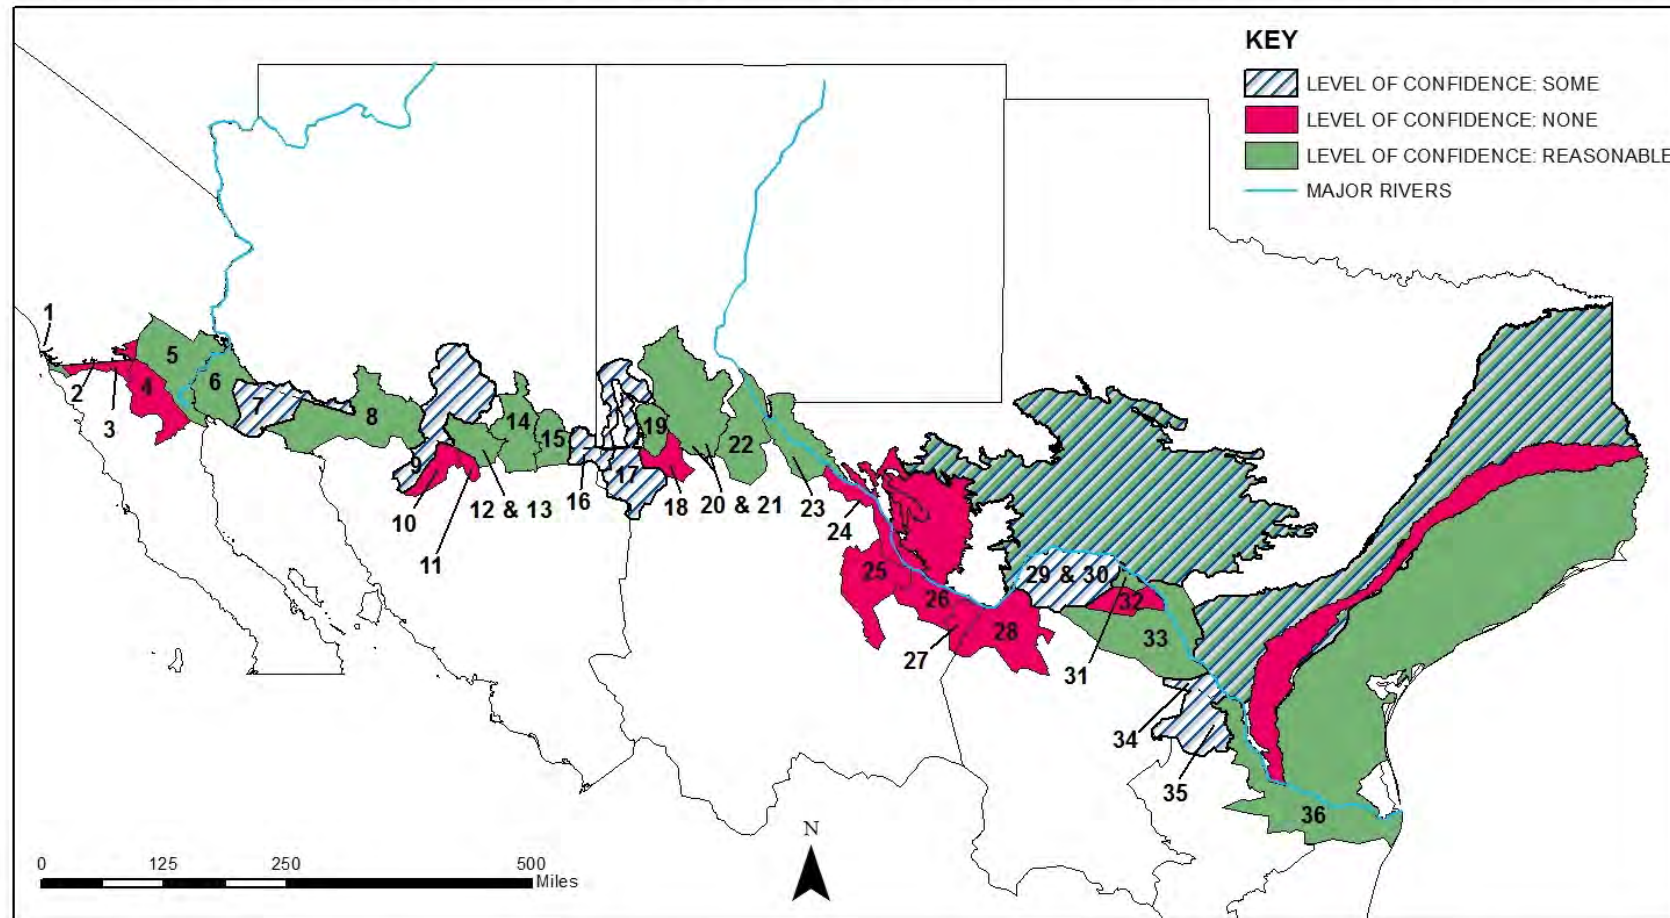 KEY
LEVEL OF CONFIDENCE: SOME
LEVEL OF CONFIDENCE: NONE
LEVEL OF CONFIDENCE: REASONABLE
MAJOR RIVERS
1
2
3
4
5
6
7
8
9
10
11
12 & 13
14
15
16
17
18
19
20 & 21
22
23
24
25
26
27
28
29 & 30
31
32
33
34
35
36
N
0 125 250 500
Miles